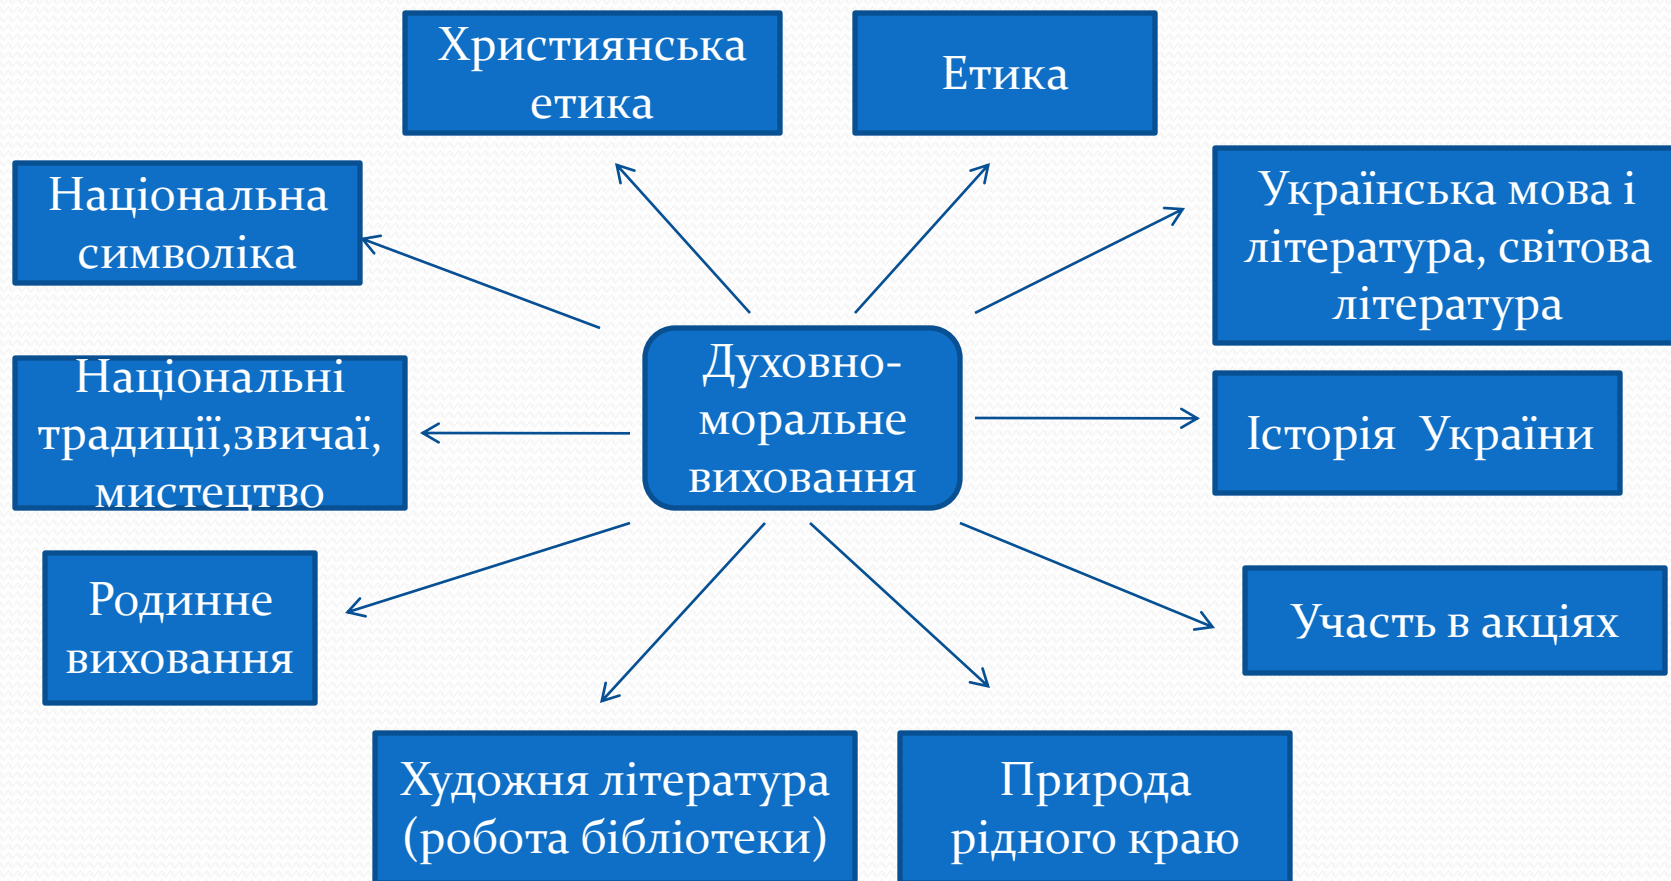 Християнська
етика
Етика
Національна
символіка
Українська мова і
література, світова
література
Духовно-
моральне
виховання
Національні
традиції,звичаї,
мистецтво
Історія  України
Родинне
виховання
Участь в акціях
Художня література
(робота бібліотеки)
Природа
рідного краю